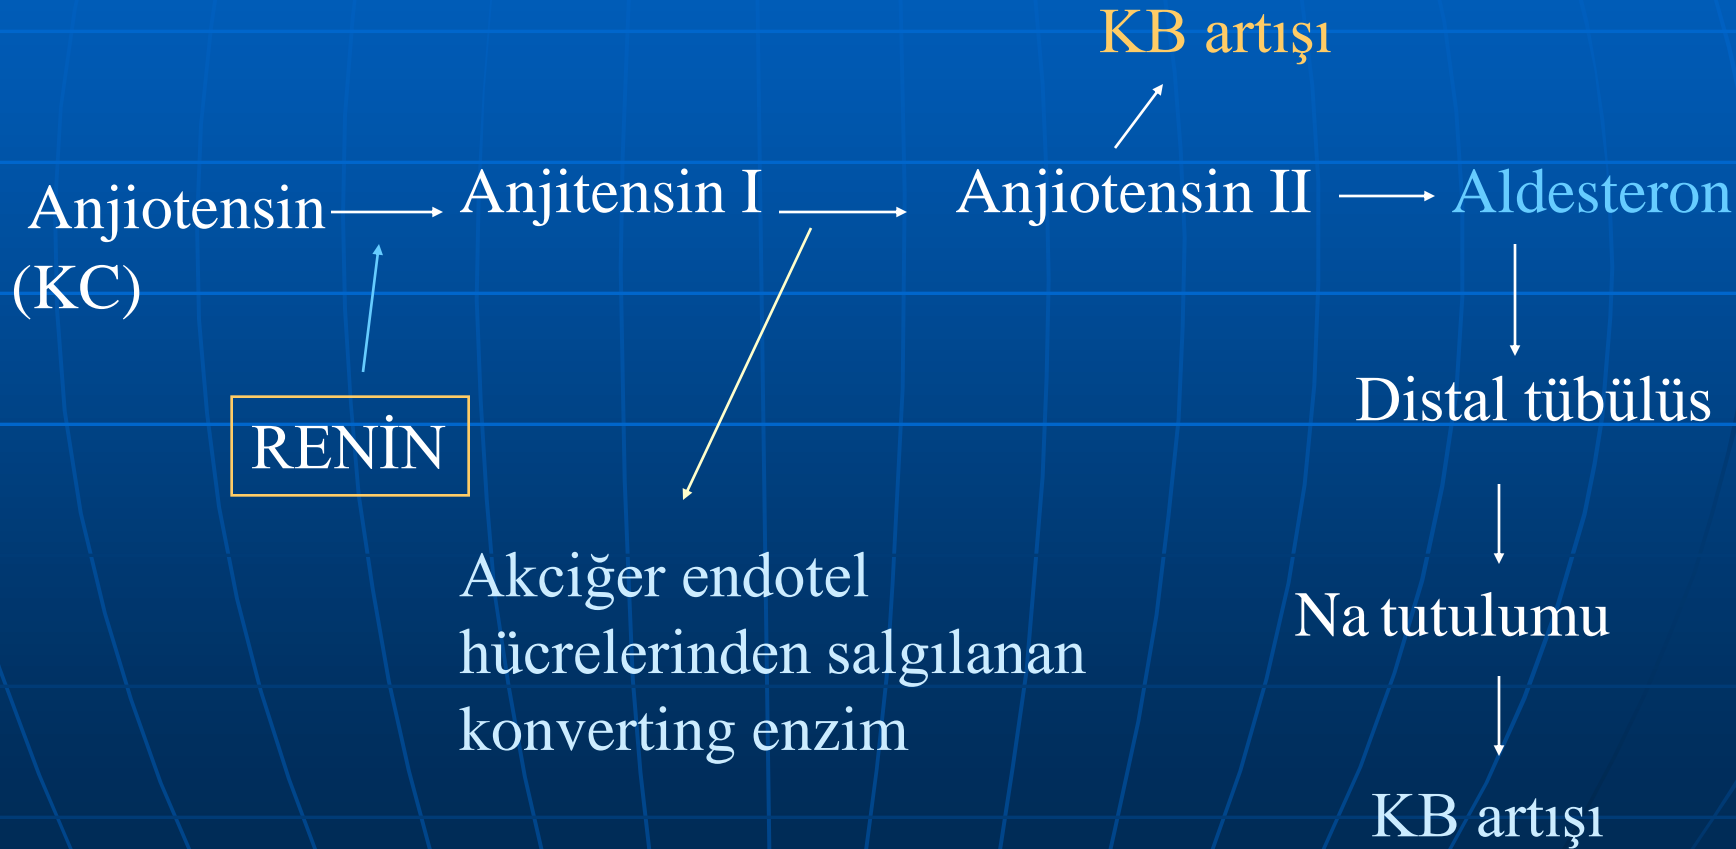 KB artışı
Anjiotensin
(KC)
Anjitensin I
Anjiotensin II
Aldesteron
RENİN
Distal tübülüs
Akciğer endotel
hücrelerinden salgılanan
konverting enzim
Na tutulumu
KB artışı